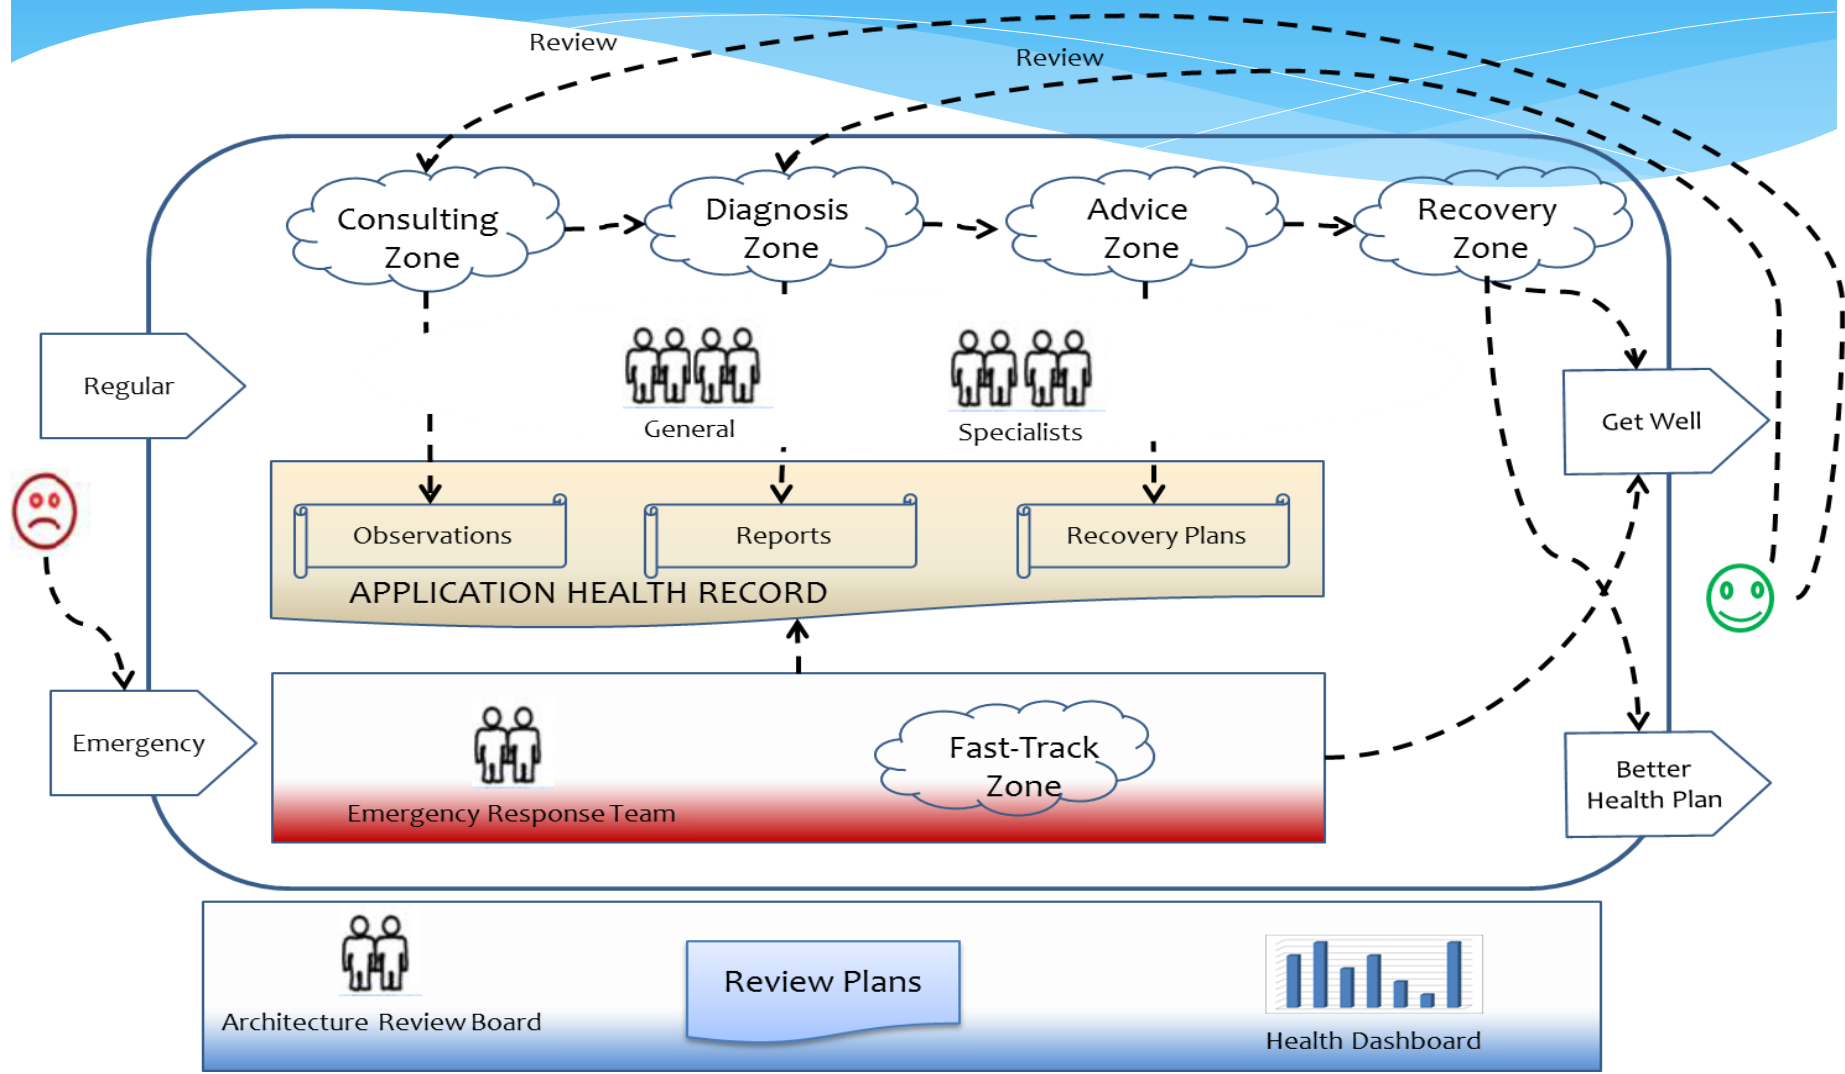 Review
Review
Consulting
Zone
Diagnosis
Zone
Advice
Zone
Recovery
Zone
Regular
General
Specialists
Get Well
Observations
Reports
Recovery Plans
APPLICATION HEALTH RECORD
Emergency
Emergency Response Team
Fast-Track
Zone
Better
Health Plan
Architecture Review Board
Review Plans
Health Dashboard